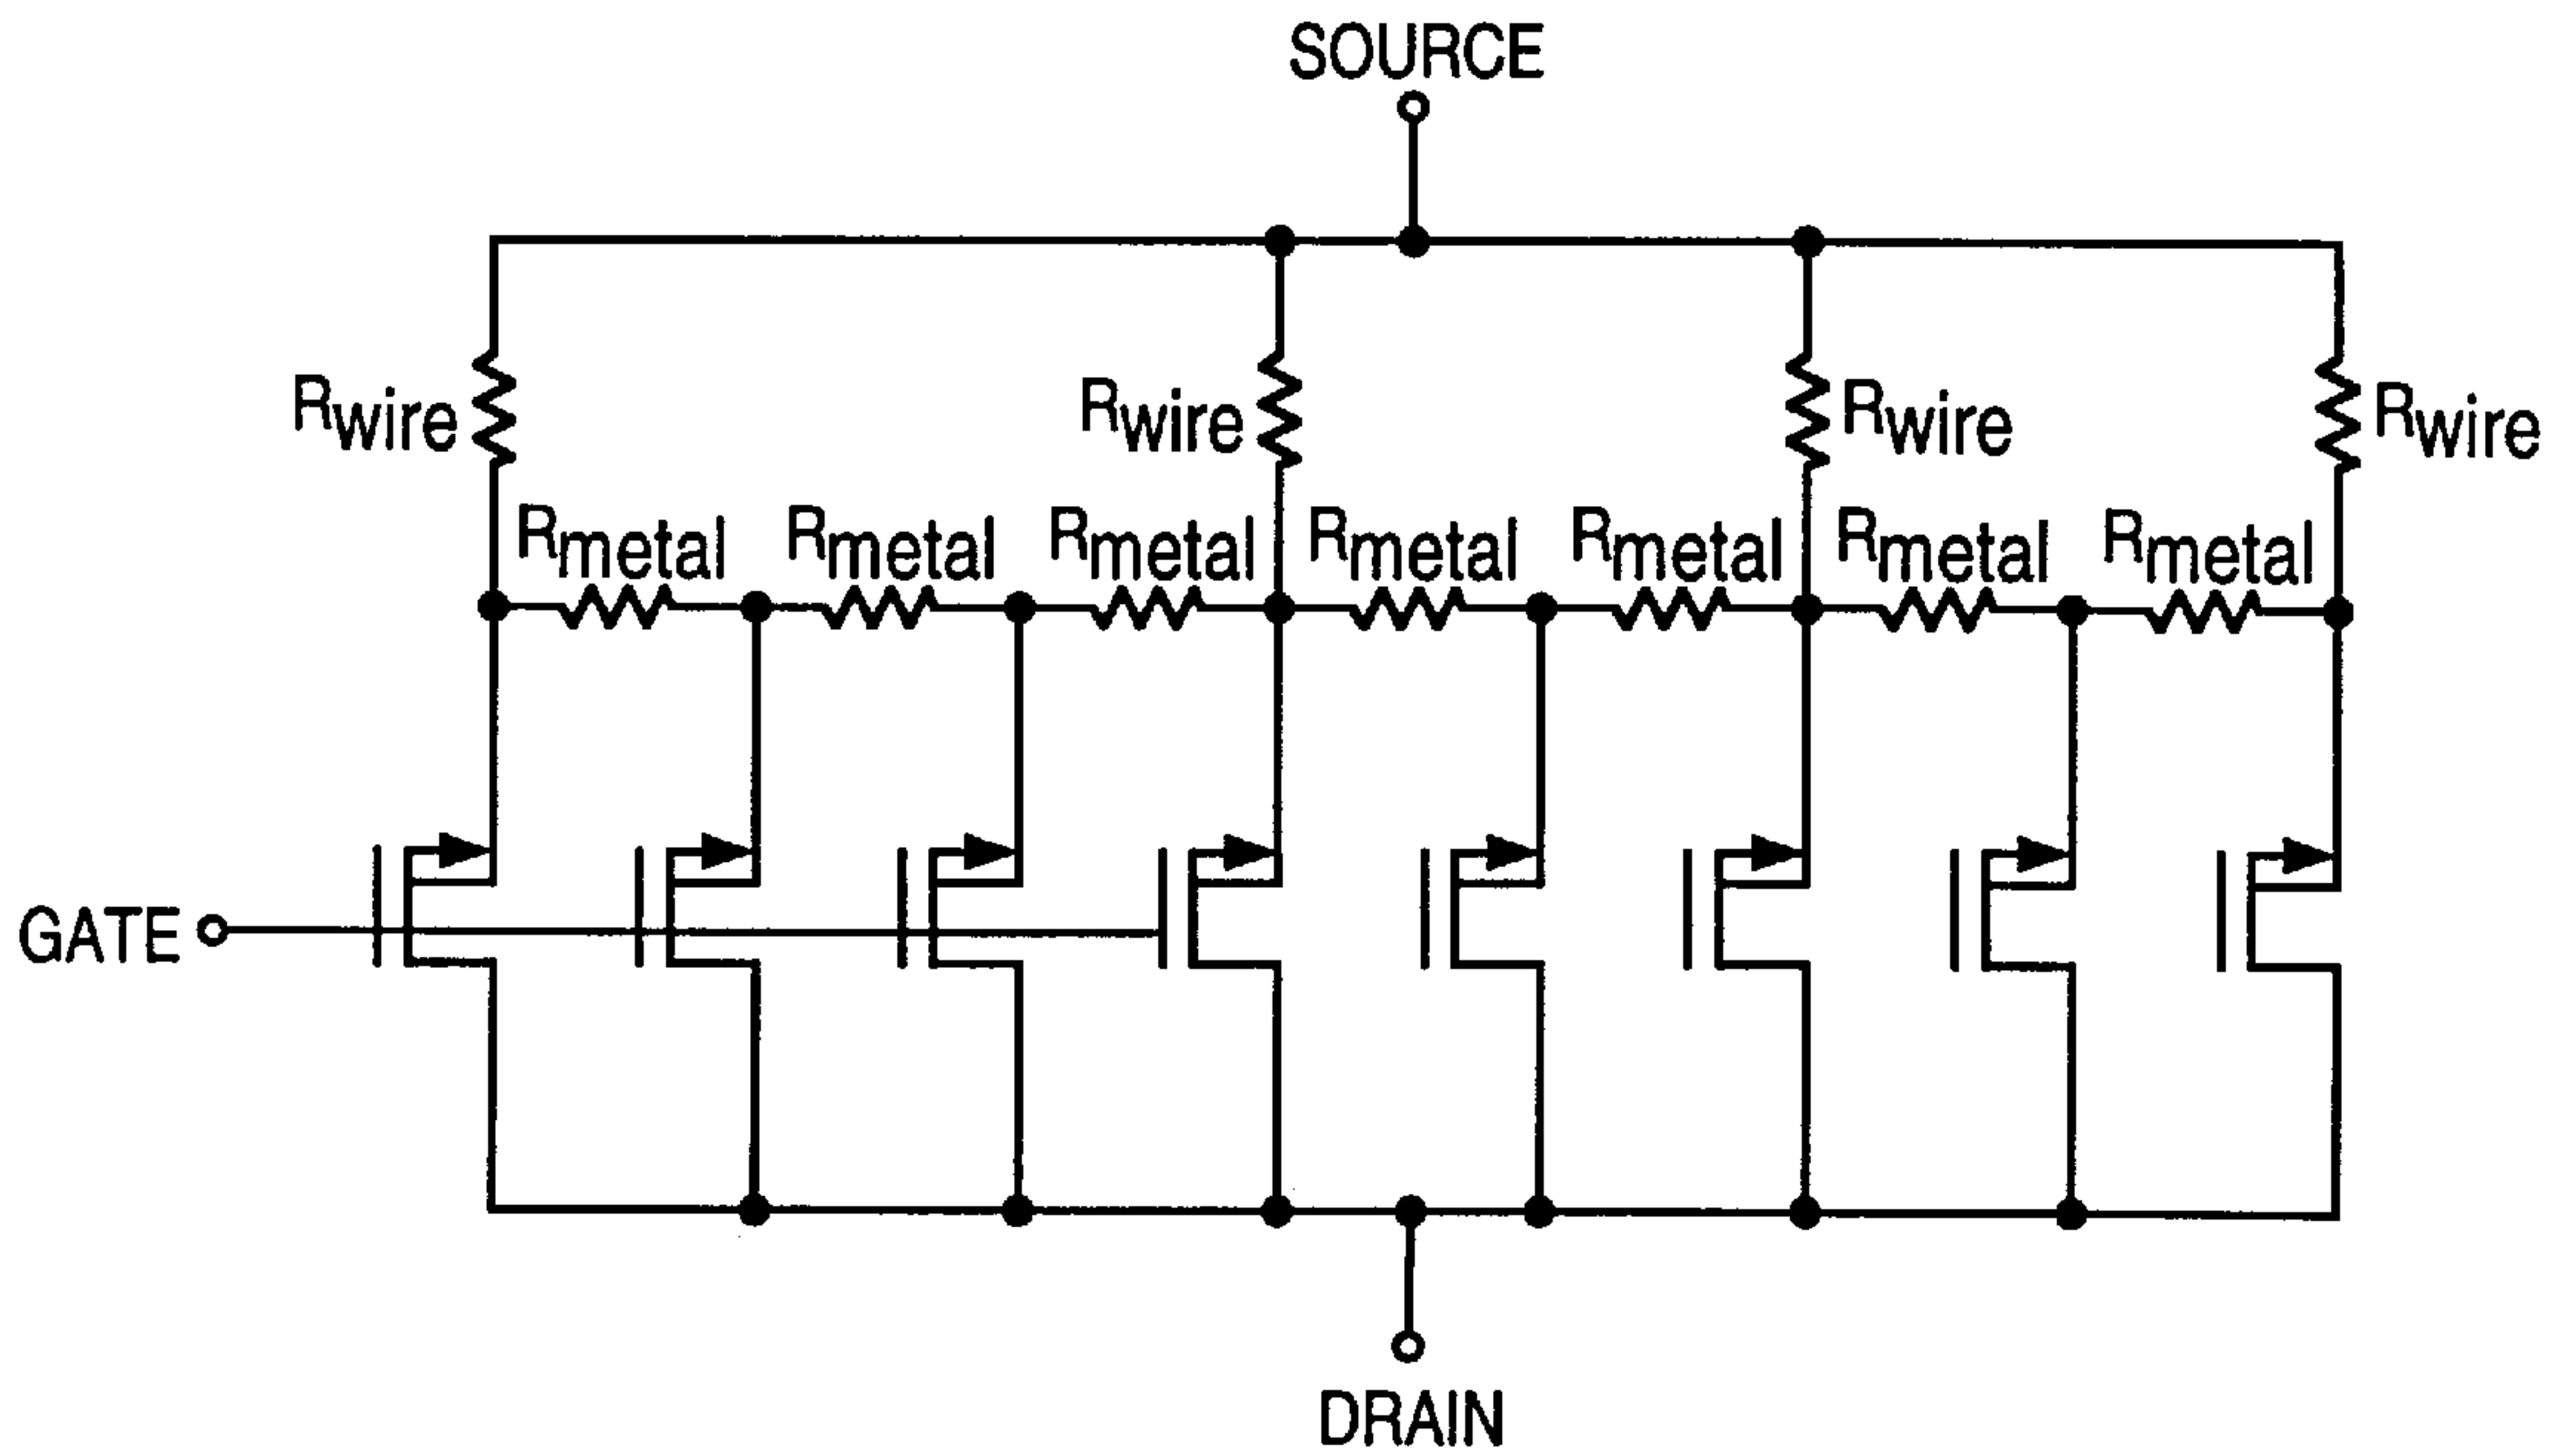 SOURCE
Rwire Rwire Rwire Rwire
Rmetal Rmetal Rmetal Rmetal Rmetal Rmetal Rmetal
GATE
DRAIN